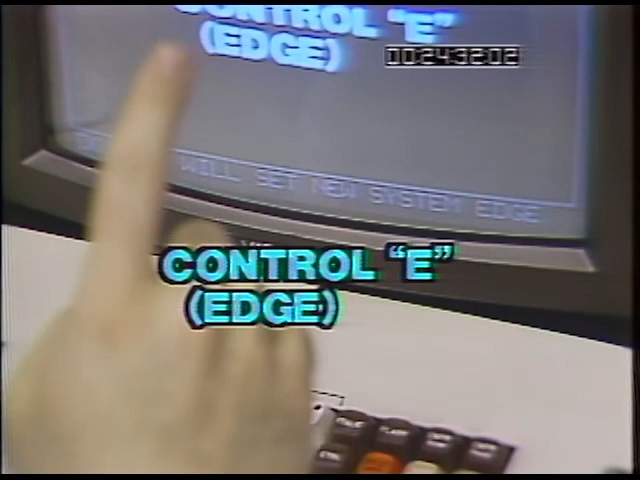 CONTROL "E"
(EDGE)
00243202
WILL SET NEW SYSTEM EDGE
CONTROL "E"
(EDGE)